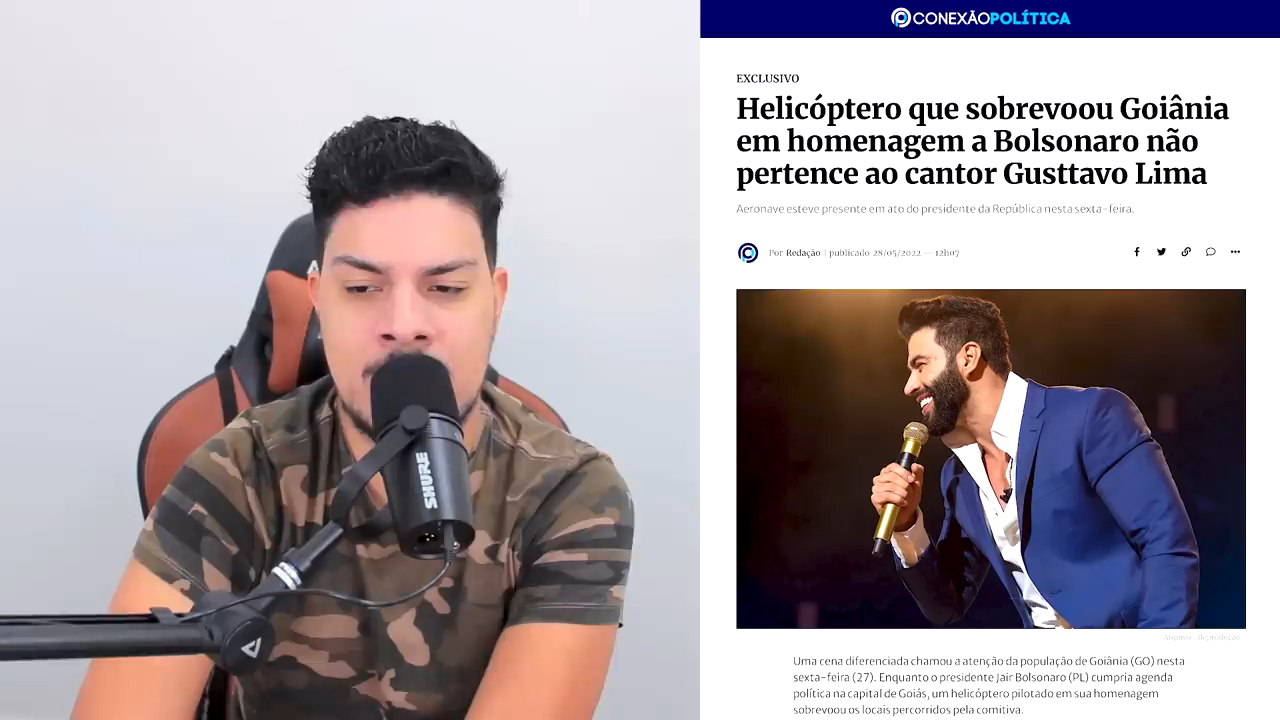 CONEXÃOPOLÍTICA
EXCLUSIVO
Helicóptero que sobrevoou Goiânia
em homenagem a Bolsonaro não
pertence ao cantor Gusttavo Lima
Aeronave esteve presente em ato do presidente da República nesta sexta-feira.
Por Redação | publicado 28/05/2022 — 12h07
Arquivo / Reprodução
Uma cena diferenciada chamou a atenção da população de Goiânia (GO) nesta
sexta-feira (27). Enquanto o presidente Jair Bolsonaro (PL) cumpria agenda
política na capital de Goiás, um helicóptero pilotado em sua homenagem
sobrevoou os locais percorridos pela comitiva.
SHURE